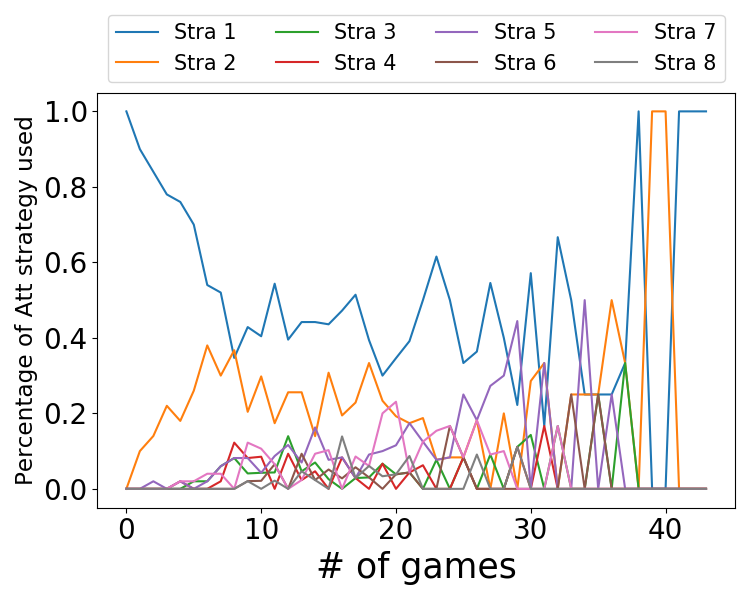 Stra 1 Stra 3 Stra 5 Stra 7
Stra 2 Stra 4 Stra 6 Stra 8
Percentage of Att strategy used
1.0
0.8
0.6
0.4
0.2
0.0
0 10 20 30 40
# of games